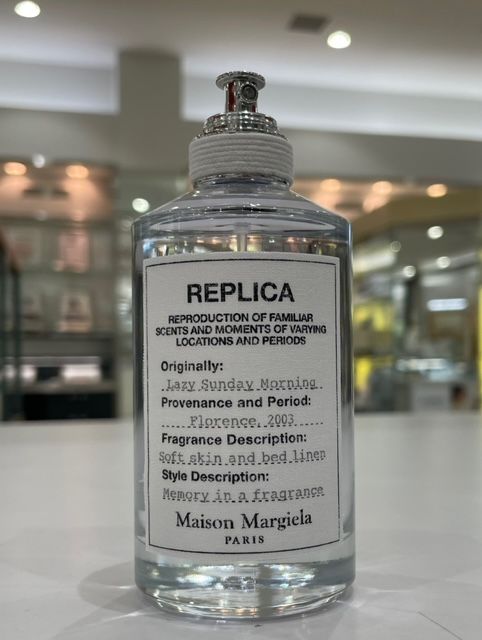 REPLICA
REPRODUCTION OF FAMILIAR
SCENTS AND MOMENTS OF VARYING
LOCATIONS AND PERIODS
Originally:
Lazy Sunday Morning
Provenance and Period:
Florence, 2003
Fragrance Description:
Soft skin and bed linen
Style Description:
Memory in a fragrance
Maison Margiela
PARIS